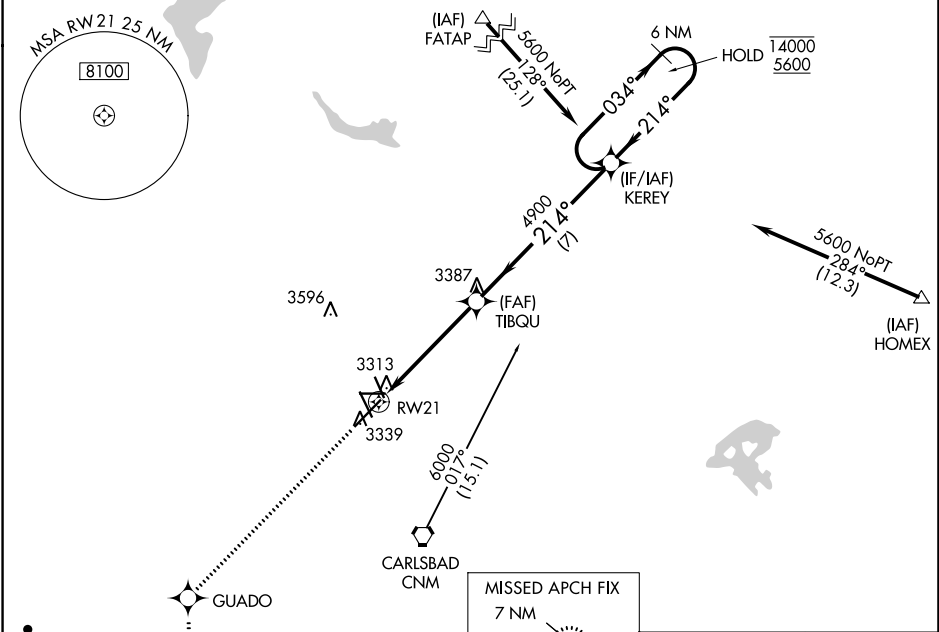 MSA RW21 25 NM
8100
(IAF)
FATAP
5600 NoPT
128°
(25.1)
6 NM
HOLD
14000
5600
034°
214°
(IF/IAF)
KEREY
4900
214°
(7)
5600 NoPT
284°
(12.3)
(IAF)
HOMEX
3387
(FAF)
TIBQU
3596
3313
RW21
3339
6000
017°
(15.1)
CARLSBAD
CNM
GUADO
MISSED APCH FIX
7 NM